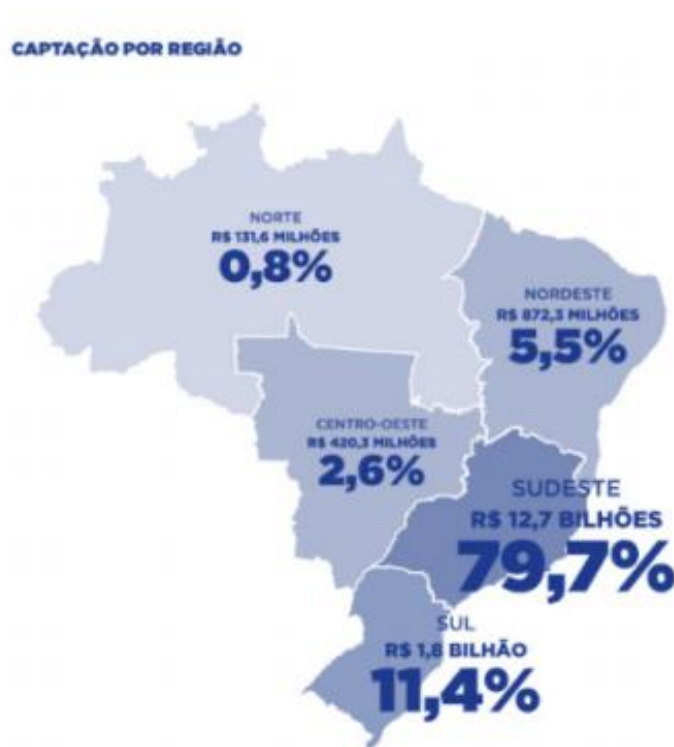 CAPTAÇÃO POR REGIÃO
NORTE
R$ 131,6 MILHÕES
0,8%
NORDESTE
R$ 872,3 MILHÕES
5,5%
CENTRO-OESTE
R$ 420,3 MILHÕES
2,6%
SUDESTE
R$ 12,7 BILHÕES
79,7%
SUL
R$ 1,8 BILHÃO
11,4%